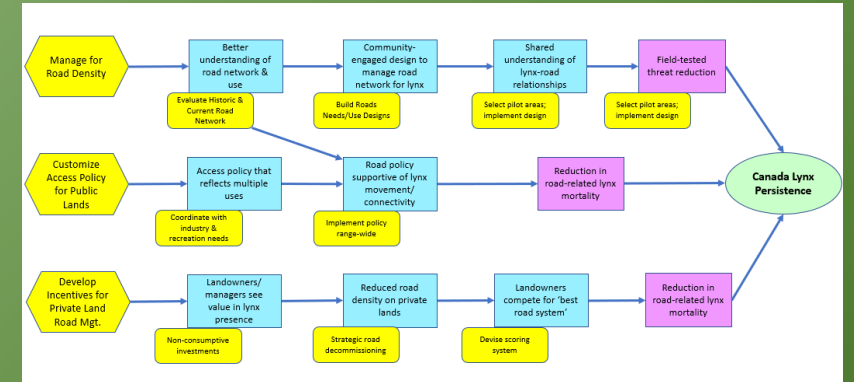 Manage for
Road Density
Better
understanding of
road network &
use
Evaluate Historic &
Current Road
Network
Community-
engaged design to
manage road
network for lynx
Build Roads
Needs/Use Designs
Shared
understanding of
lynx-road
relationships
Select pilot areas;
implement design
Field-tested
threat reduction
Select pilot areas;
implement design
Customize
Access Policy
for Public
Lands
Access policy that
reflects multiple
uses
Coordinate with
industry &
recreation needs
Road policy
supportive of lynx
movement/
connectivity
Implement policy
range-wide
Reduction in
road-related lynx
mortality
Canada Lynx
Persistence
Develop
Incentives for
Private Land
Road Mgt.
Landowners/
managers see
value in lynx
presence
Non-consumptive
investments
Reduced road
density on private
lands
Strategic road
decommissioning
Landowners
compete for ‘best
road system’
Devise scoring
system
Reduction in
road-related lynx
mortality